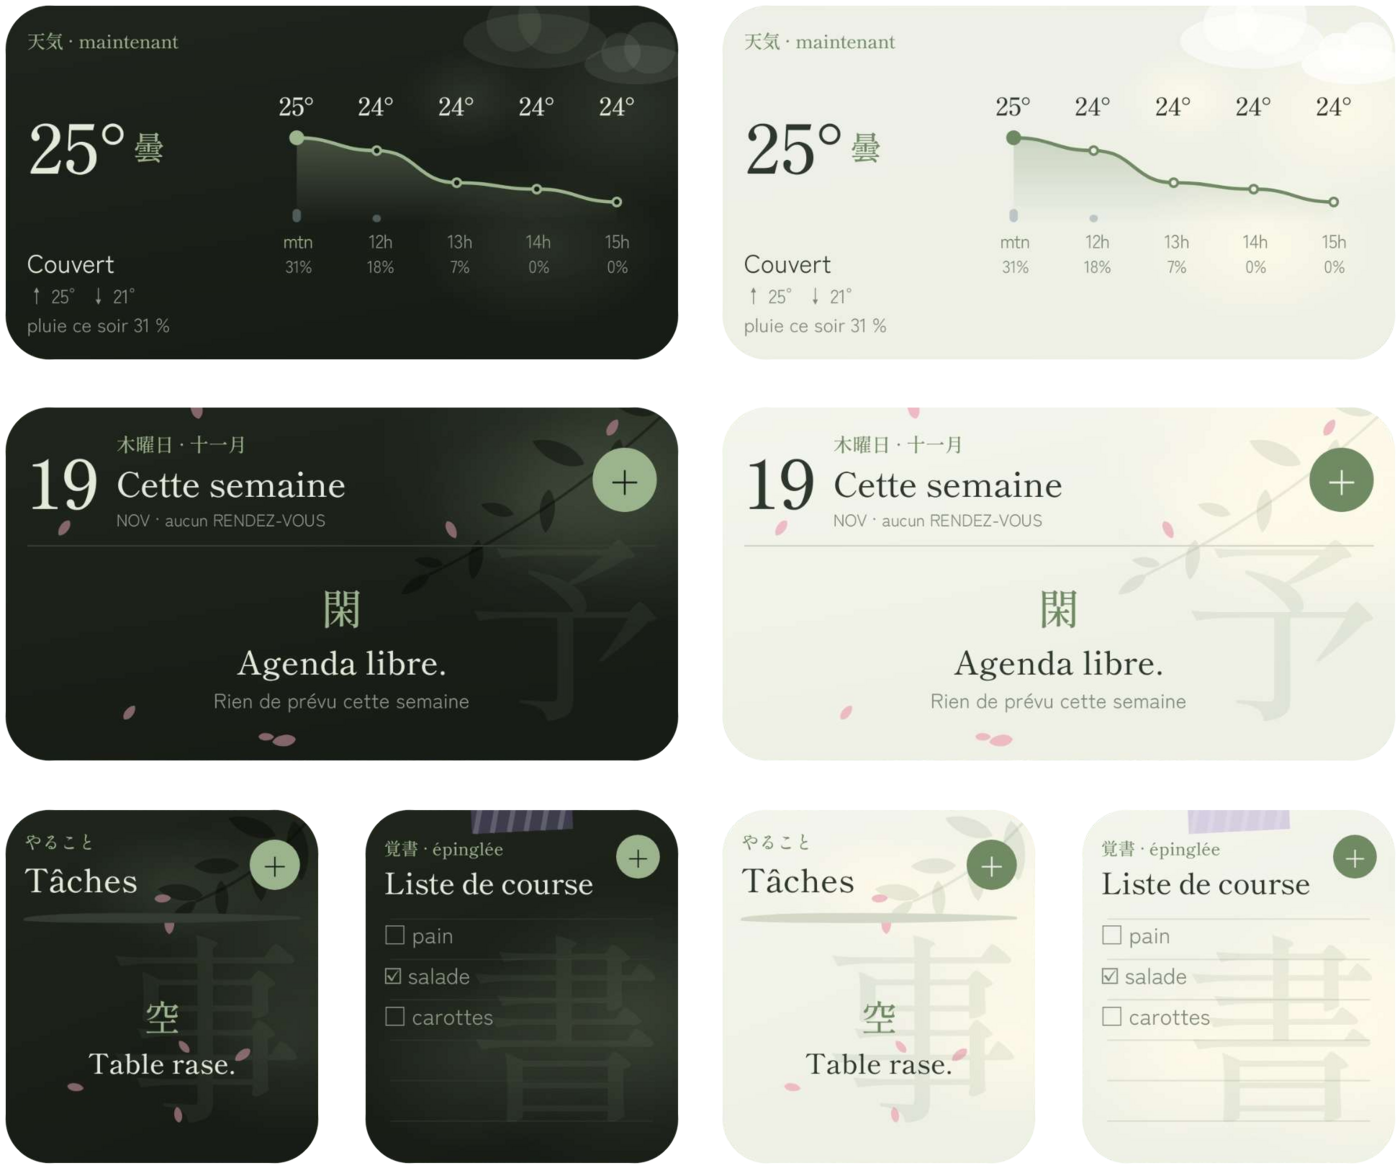 天気 · maintenant
25° 24° 24° 24° 24°
25° 曇
mtn 12h 13h 14h 15h
31% 18% 7% 0% 0%
Couvert
↑ 25° ↓ 21°
pluie ce soir 31 %
天気 · maintenant
25° 24° 24° 24° 24°
25° 曇
mtn 12h 13h 14h 15h
31% 18% 7% 0% 0%
Couvert
↑ 25° ↓ 21°
pluie ce soir 31 %
木曜日 · 十一月
19 Cette semaine
NOV · aucun RENDEZ-VOUS
予
閑
Agenda libre.
Rien de prévu cette semaine
木曜日 · 十一月
19 Cette semaine
NOV · aucun RENDEZ-VOUS
予
閑
Agenda libre.
Rien de prévu cette semaine
やること
Tâches
事
空
Table rase.
覚書 · épinglée
Liste de course
☐ pain
☑ salade
☐ carottes
書
やること
Tâches
事
空
Table rase.
覚書 · épinglée
Liste de course
☐ pain
☑ salade
☐ carottes
書